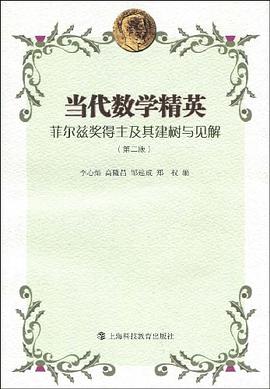 当代数学精英
菲尔兹奖得主及其建树与见解
(第二版)
李心灿 高隆昌 邹建成 郑 权 编
上海科技教育出版社